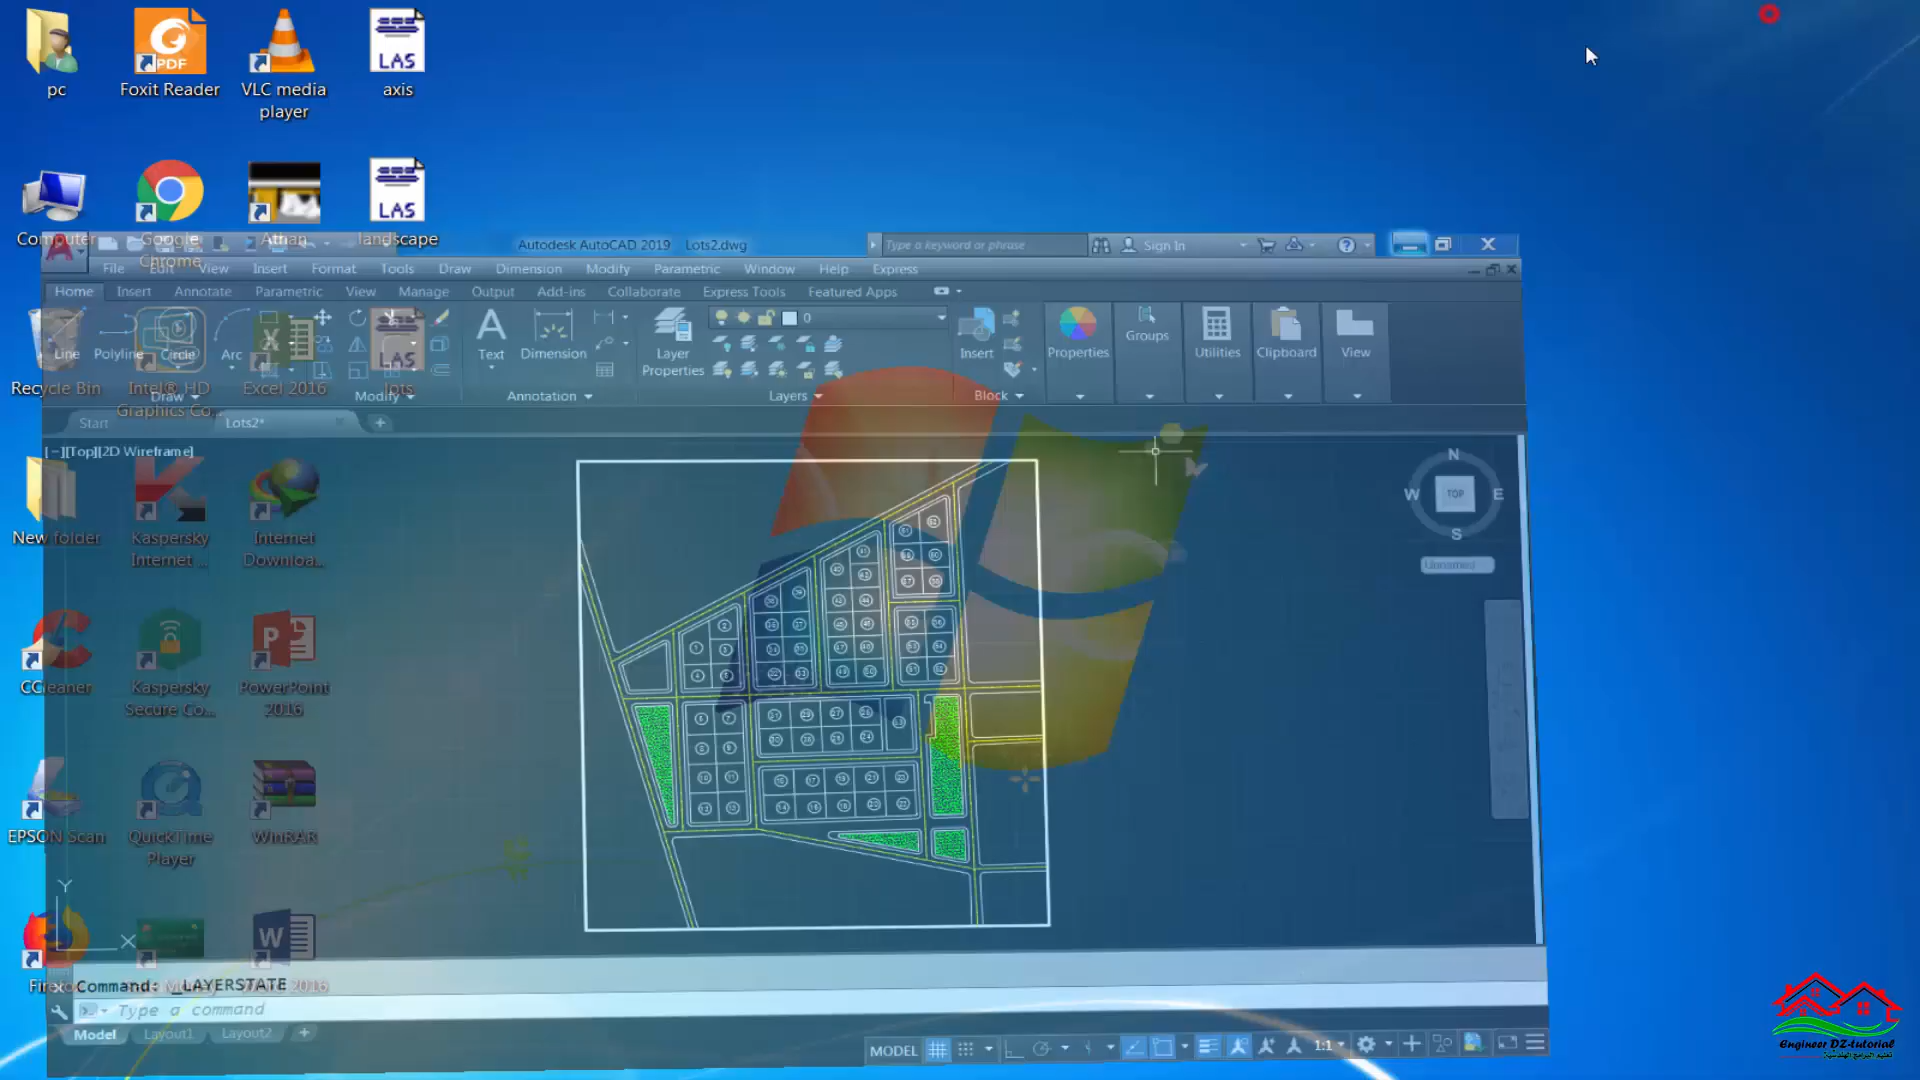 pc
Foxit Reader
VLC media
player
LAS
axis
Computer
Google
Chrome
Athan
LAS
landscape
Autodesk AutoCAD 2019   Lots2.dwg
Type a keyword or phrase
Sign In
File Edit View Insert Format Tools Draw Dimension Modify Parametric Window Help Express
Home Insert Annotate Parametric View Manage Output Add-ins Collaborate Express Tools Featured Apps
Line Polyline Circle Arc
Text Dimension
Layer
Properties
0
Insert
Properties Groups Utilities Clipboard View
Draw Modify Annotation Layers Block
Recycle Bin
Intel® HD
Graphics Co...
Excel 2016
LAS
lots
Start Lots2*
[−][Top][2D Wireframe]
N
W TOP E
S
Unnamed
New folder
Kaspersky
Internet ...
Internet
Downloa...
CCleaner
Kaspersky
Secure Co...
PowerPoint
2016
EPSON Scan
QuickTime
Player
WinRAR
Y
X
Command: _LAYERSTATE
2016
Type a command
Model Layout1 Layout2
MODEL
1:1
Engineer DZ-tutorial